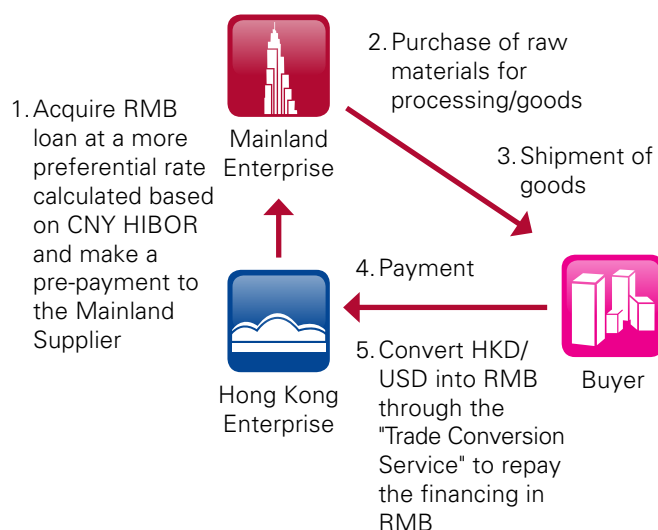 1. Acquire RMB
loan at a more
preferential rate
calculated based
on CNY HIBOR
and make a
pre-payment to
the Mainland
Supplier
Mainland
Enterprise
2. Purchase of raw
materials for
processing/goods
3. Shipment of
goods
4. Payment
Hong Kong
Enterprise
5. Convert HKD/
USD into RMB
through the
"Trade Conversion
Service" to repay
the financing in
RMB
Buyer